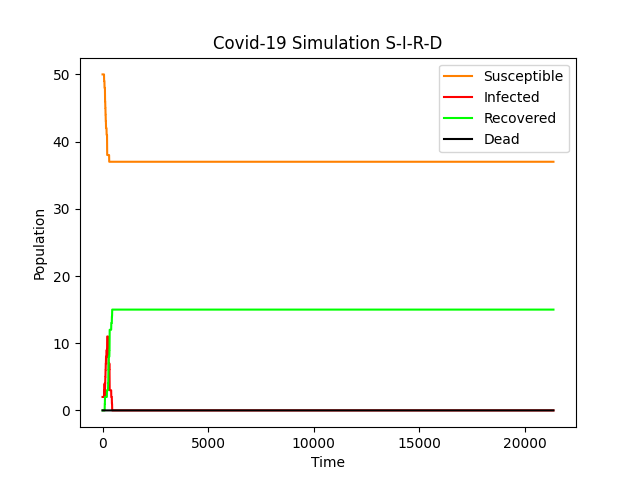 Covid-19 Simulation S-I-R-D
Susceptible
Infected
Recovered
Dead
Population
50
40
30
20
10
0
0 5000 10000 15000 20000
Time